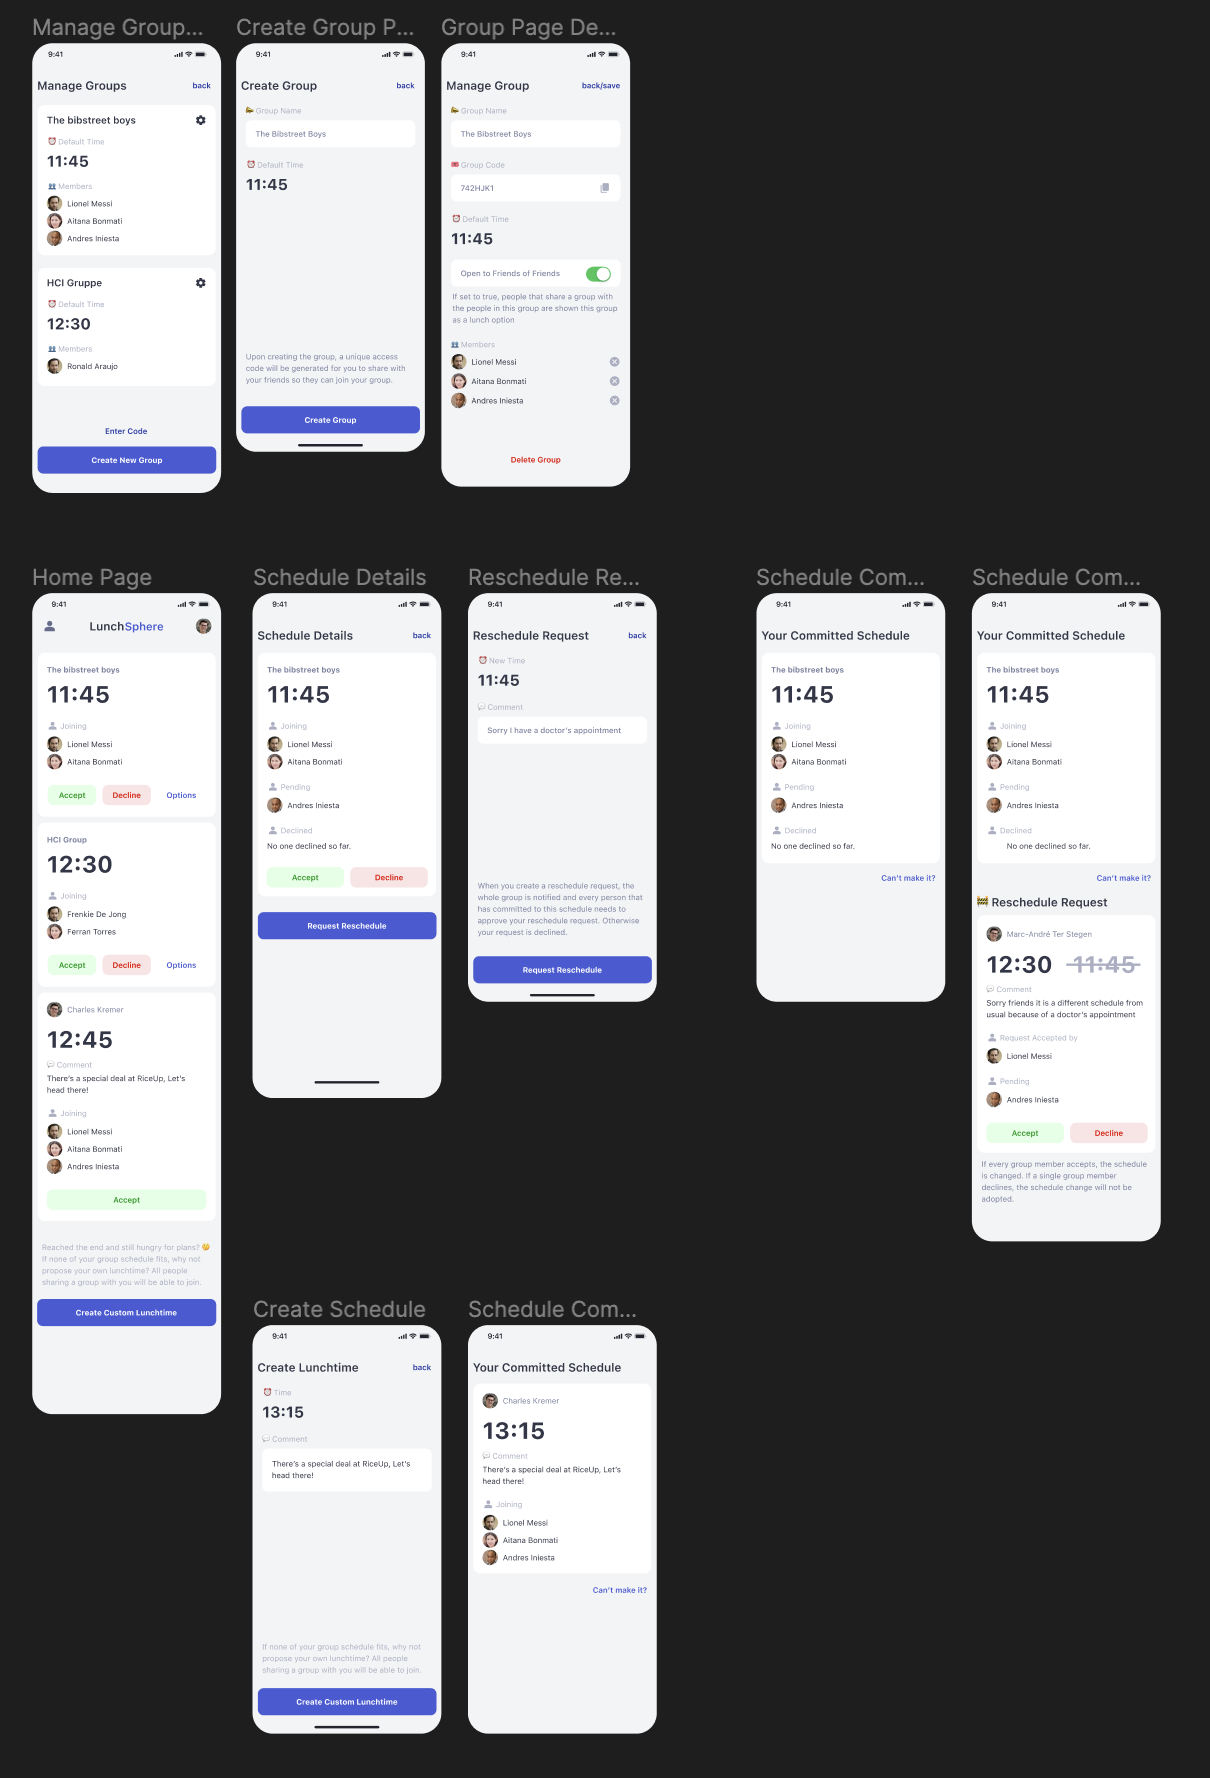 Manage Group...
9:41
Manage Groups
back
The bibstreet boys
Default Time
11:45
Members
Lionel Messi
Aitana Bonmati
Andres Iniesta
HCI Gruppe
Default Time
12:30
Members
Ronald Araujo
Enter Code
Create New Group
Create Group P...
9:41
Create Group
back
Group Name
The Bibstreet Boys
Default Time
11:45
Upon creating the group, a unique access
code will be generated for you to share with
your friends so they can join your group.
Create Group
Group Page De...
9:41
Manage Group
back/save
Group Name
The Bibstreet Boys
Group Code
742HJK1
Default Time
11:45
Open to Friends of Friends
If set to true, people that share a group with
the people in this group are shown this group
as a lunch option
Members
Lionel Messi
Aitana Bonmati
Andres Iniesta
Delete Group
Home Page
9:41
LunchSphere
The bibstreet boys
11:45
Joining
Lionel Messi
Aitana Bonmati
Accept
Decline
Options
HCI Group
12:30
Joining
Frenkie De Jong
Ferran Torres
Accept
Decline
Options
Charles Kremer
12:45
Comment
There's a special deal at RiceUp, Let's
head there!
Joining
Lionel Messi
Aitana Bonmati
Andres Iniesta
Accept
Reached the end and still hungry for plans?
If none of your group schedule fits, why not
propose your own lunchtime? All people
sharing a group with you will be able to join.
Create Custom Lunchtime
Schedule Details
9:41
Schedule Details
back
The bibstreet boys
11:45
Joining
Lionel Messi
Aitana Bonmati
Pending
Andres Iniesta
Declined
No one declined so far.
Accept
Decline
Request Reschedule
Reschedule Re...
9:41
Reschedule Request
back
New Time
11:45
Comment
Sorry I have a doctor's appointment
When you create a reschedule request, the
whole group is notified and every person that
has committed to this schedule needs to
approve your reschedule request. Otherwise
your request is declined.
Request Reschedule
Schedule Com...
9:41
Your Committed Schedule
The bibstreet boys
11:45
Joining
Lionel Messi
Aitana Bonmati
Pending
Andres Iniesta
Declined
No one declined so far.
Can't make it?
Schedule Com...
9:41
Your Committed Schedule
The bibstreet boys
11:45
Joining
Lionel Messi
Aitana Bonmati
Pending
Andres Iniesta
Declined
No one declined so far.
Can't make it?
Reschedule Request
Marc-André Ter Stegen
12:30 11:45
Comment
Sorry friends it is a different schedule from
usual because of a doctor's appointment
Request Accepted by
Lionel Messi
Pending
Andres Iniesta
Accept
Decline
If every group member accepts, the schedule
is changed. If a single group member
declines, the schedule change will not be
adopted.
Create Schedule
9:41
Create Lunchtime
back
Time
13:15
Comment
There's a special deal at RiceUp, Let's
head there!
If none of your group schedule fits, why not
propose your own lunchtime? All people
sharing a group with you will be able to join.
Create Custom Lunchtime
Schedule Com...
9:41
Your Committed Schedule
Charles Kremer
13:15
Comment
There's a special deal at RiceUp, Let's
head there!
Joining
Lionel Messi
Aitana Bonmati
Andres Iniesta
Can't make it?